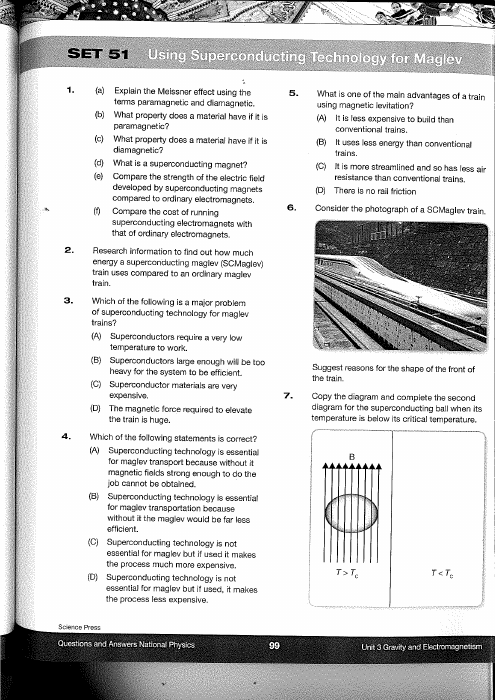 SET 51 Using Superconducting Technology for Maglev
1. (a) Explain the Meissner effect using the
terms paramagnetic and diamagnetic.
(b) What property does a material have if it is
paramagnetic?
(c) What property does a material have if it is
diamagnetic?
(d) What is a superconducting magnet?
(e) Compare the strength of the electric field
developed by superconducting magnets
compared to ordinary electromagnets.
(f) Compare the cost of running
superconducting electromagnets with
that of ordinary electromagnets.
2. Research information to find out how much
energy a superconducting maglev (SCMaglev)
train uses compared to an ordinary maglev
train.
3. Which of the following is a major problem
of superconducting technology for maglev
trains?
(A) Superconductors require a very low
temperature to work.
(B) Superconductors large enough will be too
heavy for the system to be efficient.
(C) Superconductor materials are very
expensive.
(D) The magnetic force required to elevate
the train is huge.
4. Which of the following statements is correct?
(A) Superconducting technology is essential
for maglev transport because without it
magnetic fields strong enough to do the
job cannot be obtained.
(B) Superconducting technology is essential
for maglev transportation because
without it the maglev would be far less
efficient.
(C) Superconducting technology is not
essential for maglev but if used it makes
the process much more expensive.
(D) Superconducting technology is not
essential for maglev but if used, it makes
the process less expensive.
5. What is one of the main advantages of a train
using magnetic levitation?
(A) It is less expensive to build than
conventional trains.
(B) It uses less energy than conventional
trains.
(C) It is more streamlined and so has less air
resistance than conventional trains.
(D) There is no rail friction
6. Consider the photograph of a SCMaglev train.
Suggest reasons for the shape of the front of
the train.
7. Copy the diagram and complete the second
diagram for the superconducting ball when its
temperature is below its critical temperature.
B
T > Tc
T < Tc
Science Press
Questions and Answers National Physics
99
Unit 3 Gravity and Electromagnetism